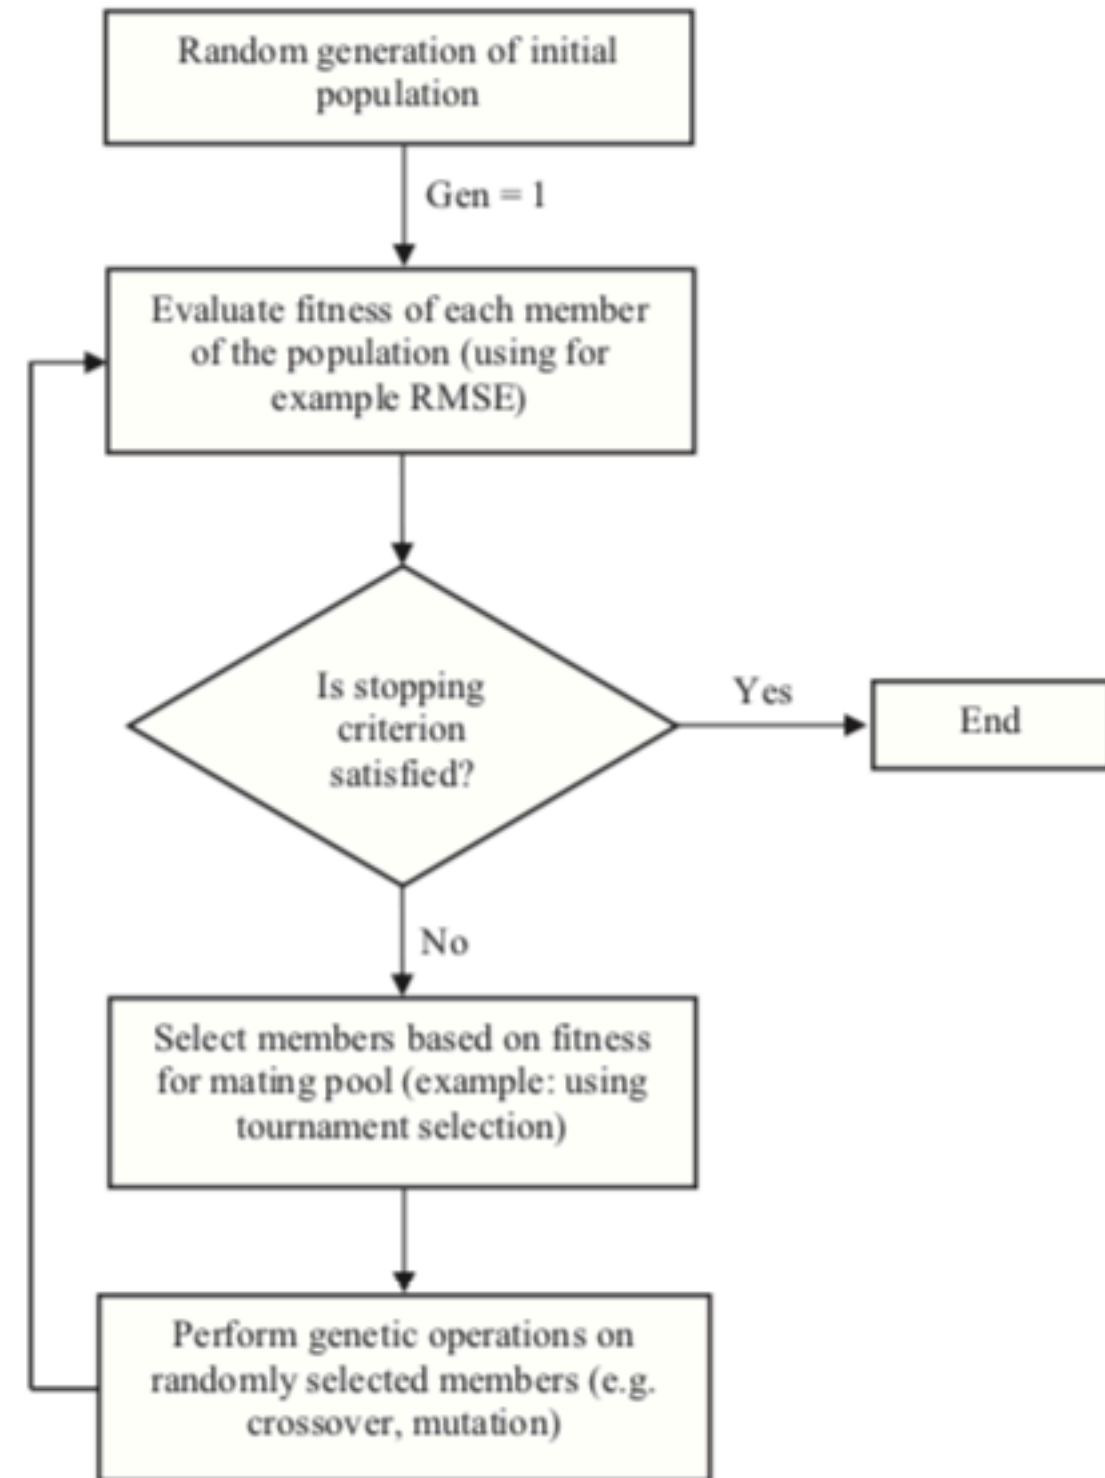 Random generation of initial
population
Gen = 1
Evaluate fitness of each member
of the population (using for
example RMSE)
Is stopping
criterion
satisfied?
Yes
End
No
Select members based on fitness
for mating pool (example: using
tournament selection)
Perform genetic operations on
randomly selected members (e.g.
crossover, mutation)